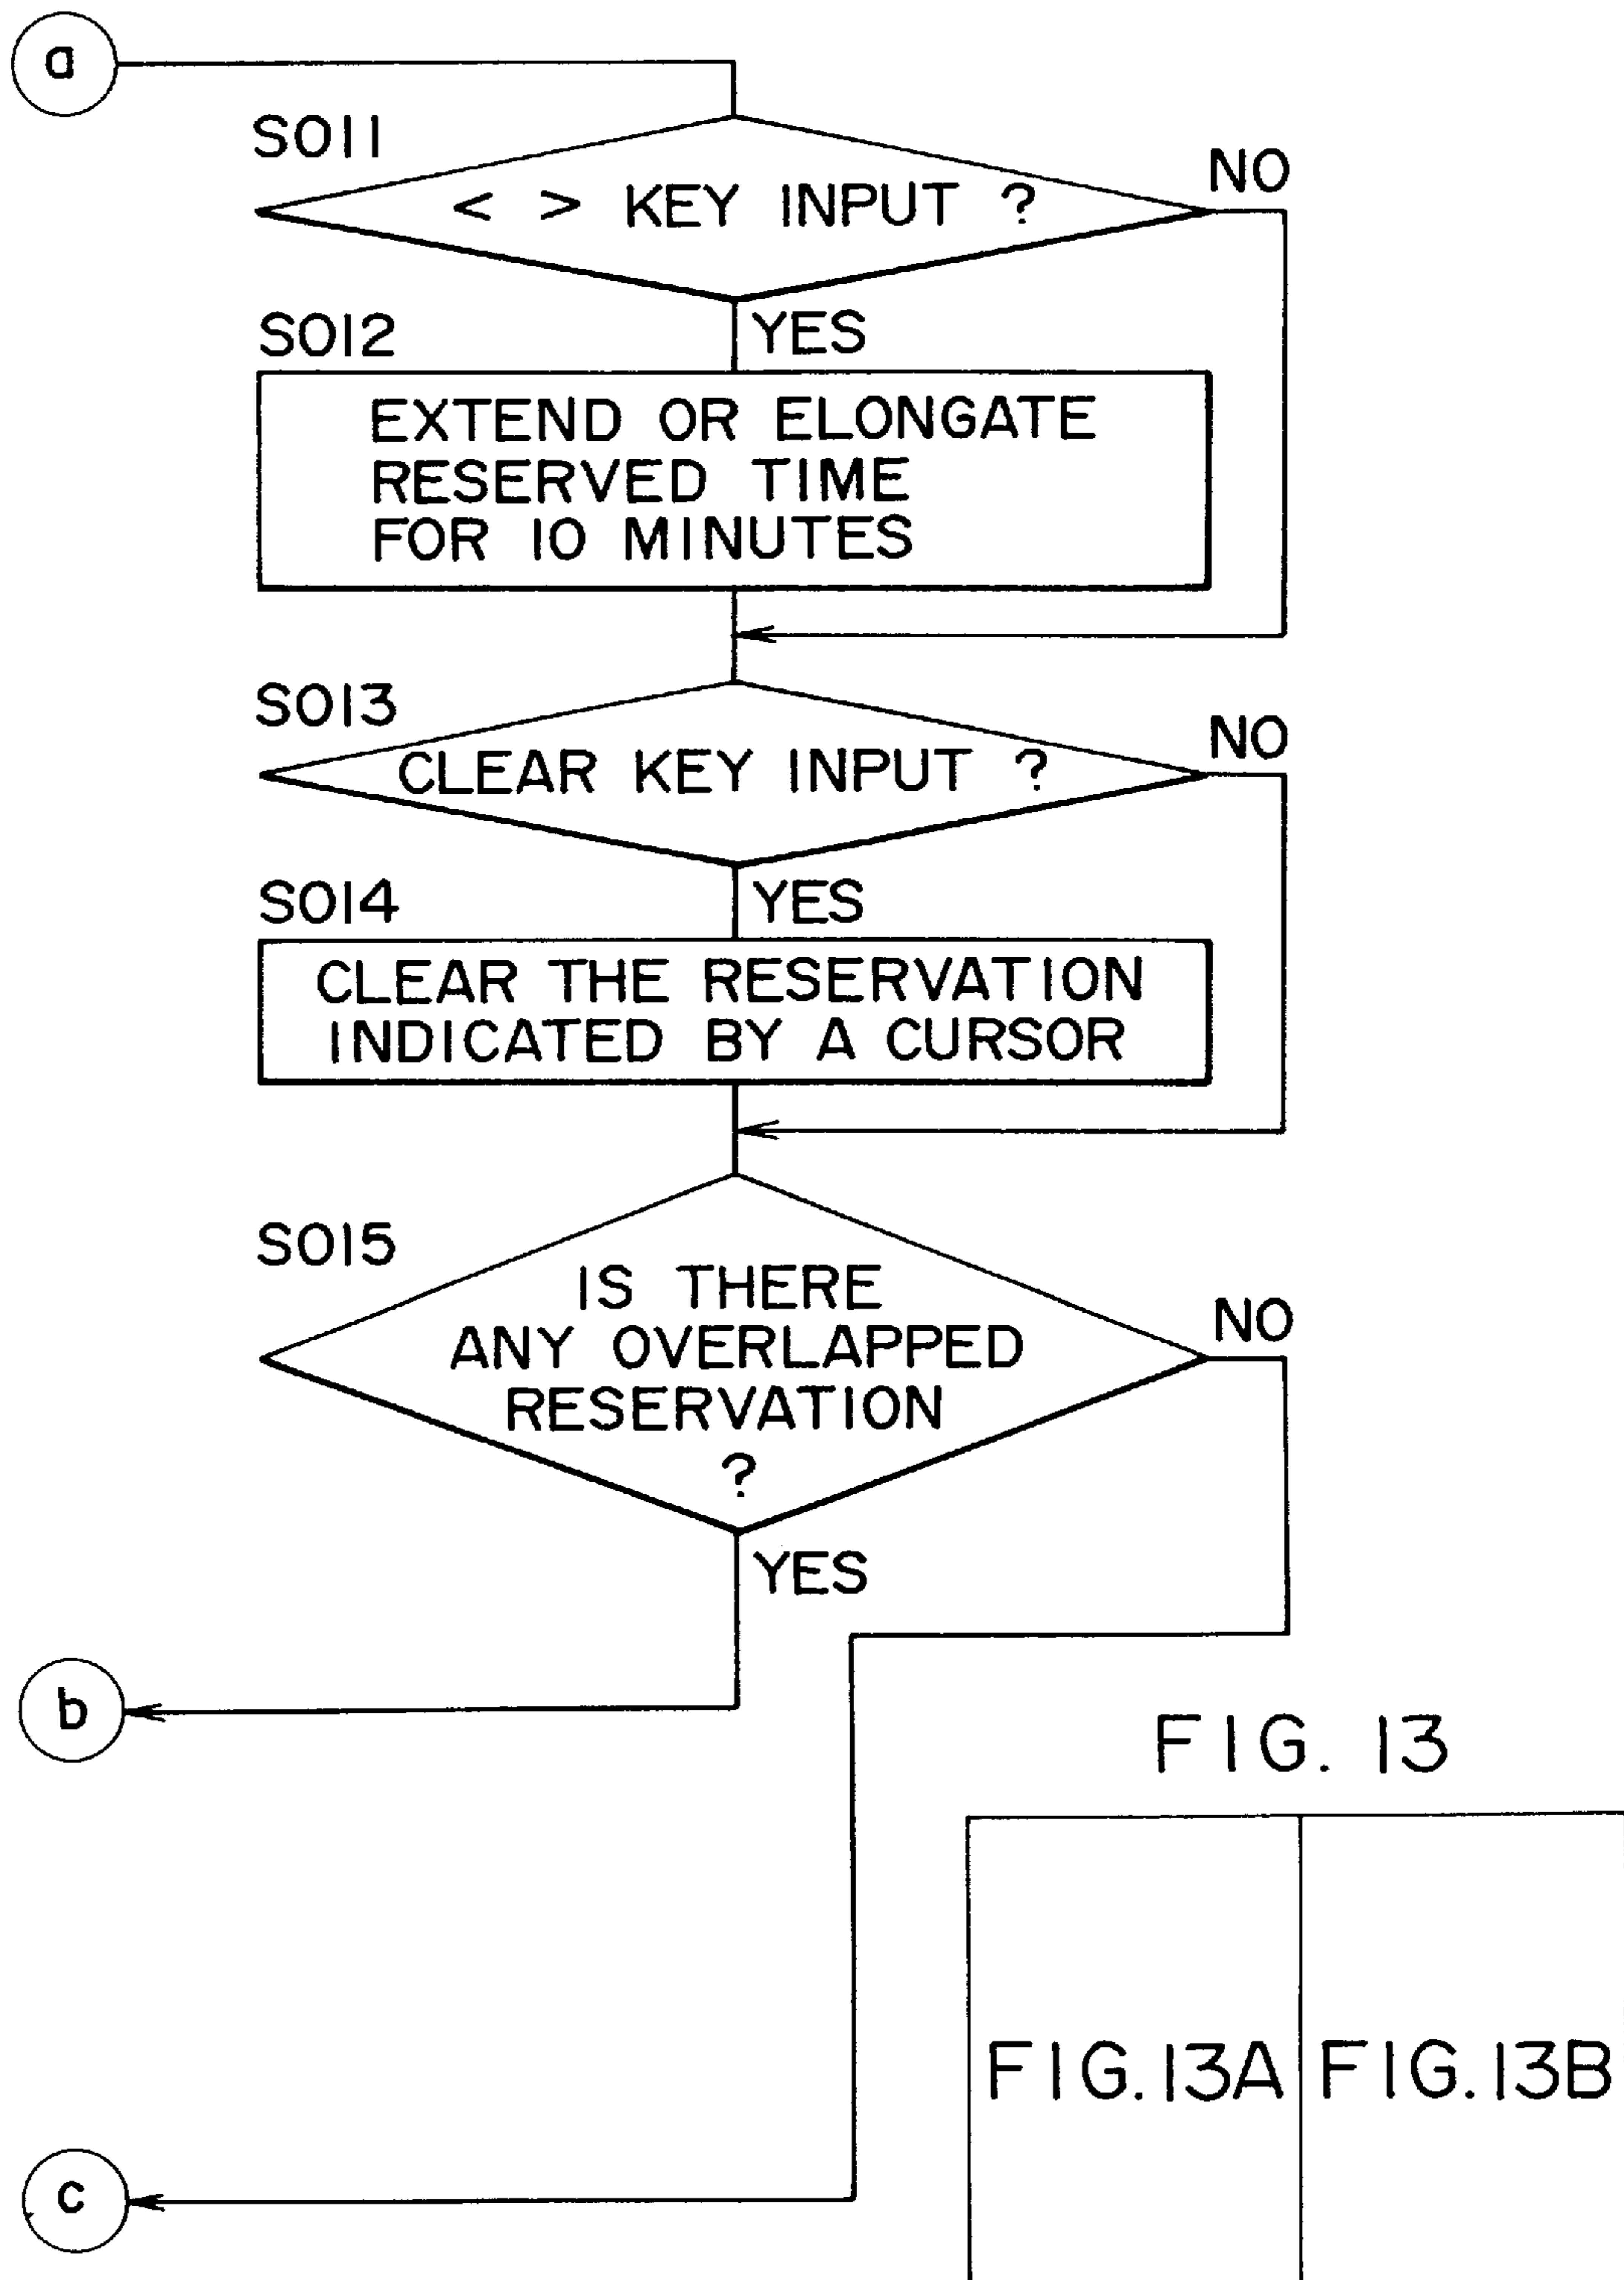 a
S011
< > KEY INPUT ?
NO
YES
S012
EXTEND OR ELONGATE
RESERVED TIME
FOR 10 MINUTES
S013
CLEAR KEY INPUT ?
NO
YES
S014
CLEAR THE RESERVATION
INDICATED BY A CURSOR
S015
IS THERE
ANY OVERLAPPED
RESERVATION
?
NO
YES
b
c
FIG. 13
FIG.13A
FIG.13B